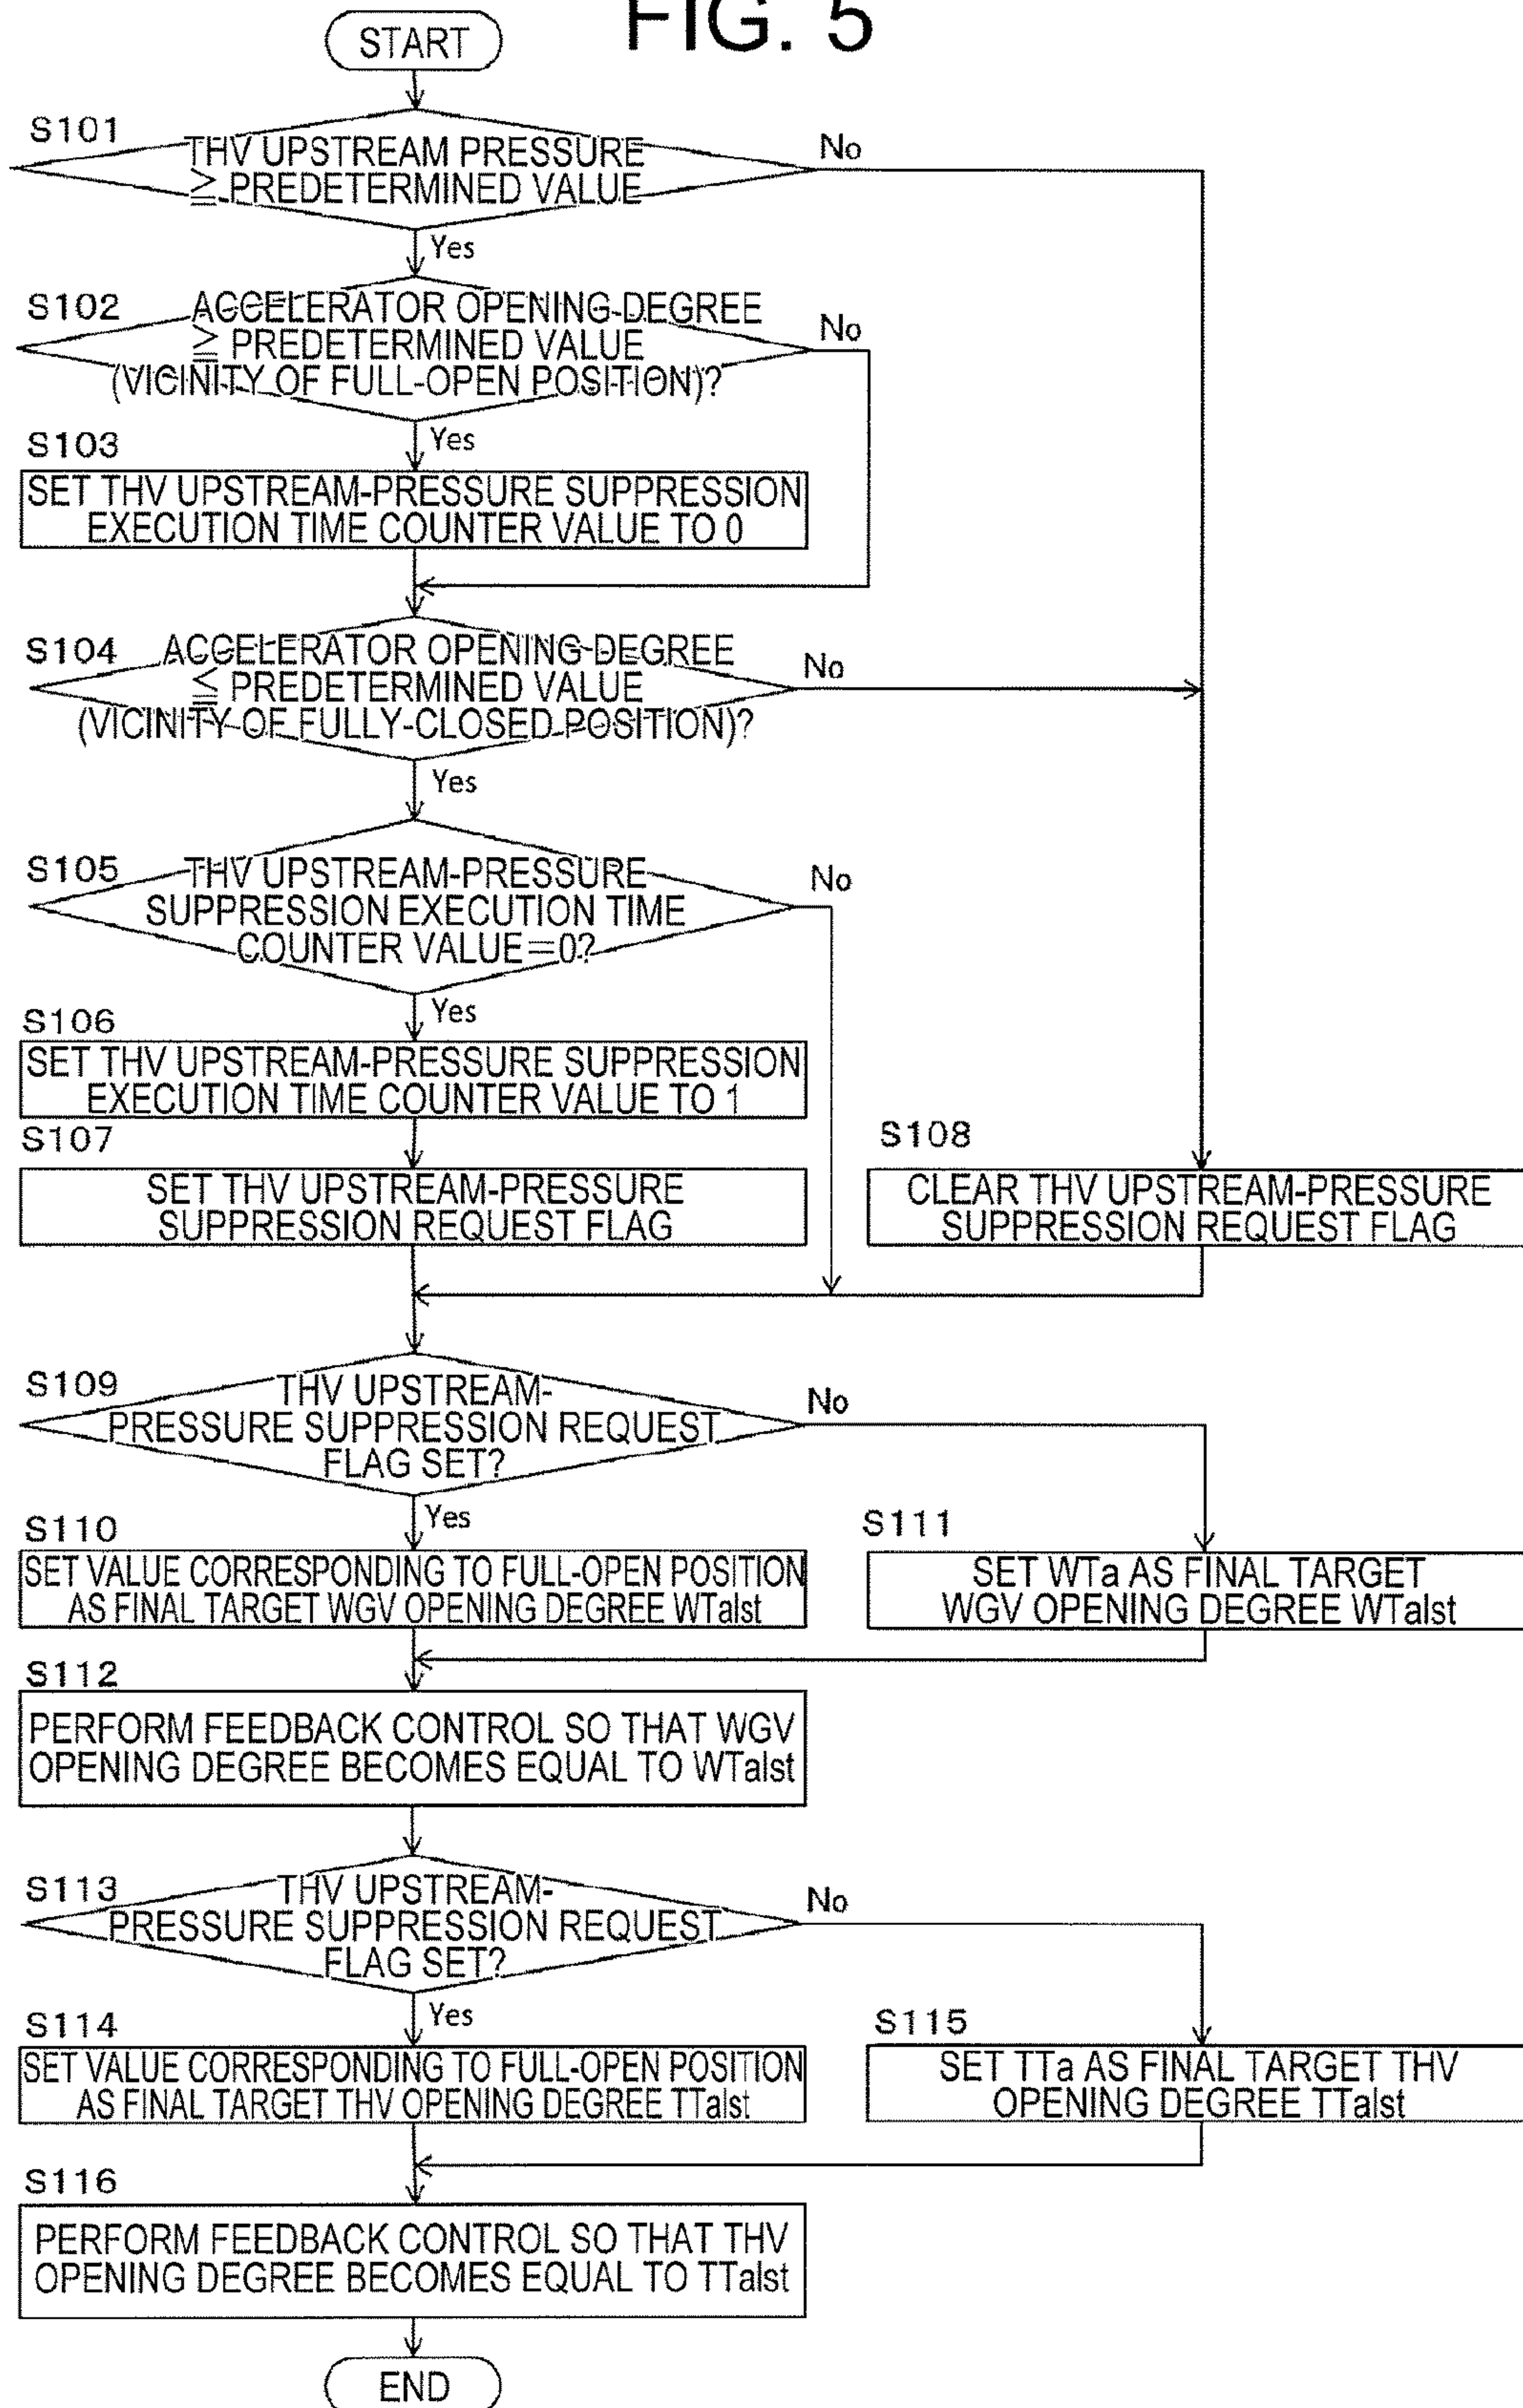 FIG. 5
START
S101
THV UPSTREAM PRESSURE
≧ PREDETERMINED VALUE
No
Yes
S102
ACCELERATOR OPENING DEGREE
≧ PREDETERMINED VALUE
(VICINITY OF FULL-OPEN POSITION)?
No
Yes
S103
SET THV UPSTREAM-PRESSURE SUPPRESSION
EXECUTION TIME COUNTER VALUE TO 0
S104
ACCELERATOR OPENING DEGREE
≦ PREDETERMINED VALUE
(VICINITY OF FULLY-CLOSED POSITION)?
No
Yes
S105
THV UPSTREAM-PRESSURE
SUPPRESSION EXECUTION TIME
COUNTER VALUE=0?
No
Yes
S106
SET THV UPSTREAM-PRESSURE SUPPRESSION
EXECUTION TIME COUNTER VALUE TO 1
S107
SET THV UPSTREAM-PRESSURE
SUPPRESSION REQUEST FLAG
S108
CLEAR THV UPSTREAM-PRESSURE
SUPPRESSION REQUEST FLAG
S109
THV UPSTREAM-
PRESSURE SUPPRESSION REQUEST
FLAG SET?
No
Yes
S110
SET VALUE CORRESPONDING TO FULL-OPEN POSITION
AS FINAL TARGET WGV OPENING DEGREE WTalst
S111
SET WTa AS FINAL TARGET
WGV OPENING DEGREE WTalst
S112
PERFORM FEEDBACK CONTROL SO THAT WGV
OPENING DEGREE BECOMES EQUAL TO WTalst
S113
THV UPSTREAM-
PRESSURE SUPPRESSION REQUEST
FLAG SET?
No
Yes
S114
SET VALUE CORRESPONDING TO FULL-OPEN POSITION
AS FINAL TARGET THV OPENING DEGREE TTalst
S115
SET TTa AS FINAL TARGET THV
OPENING DEGREE TTalst
S116
PERFORM FEEDBACK CONTROL SO THAT THV
OPENING DEGREE BECOMES EQUAL TO TTalst
END